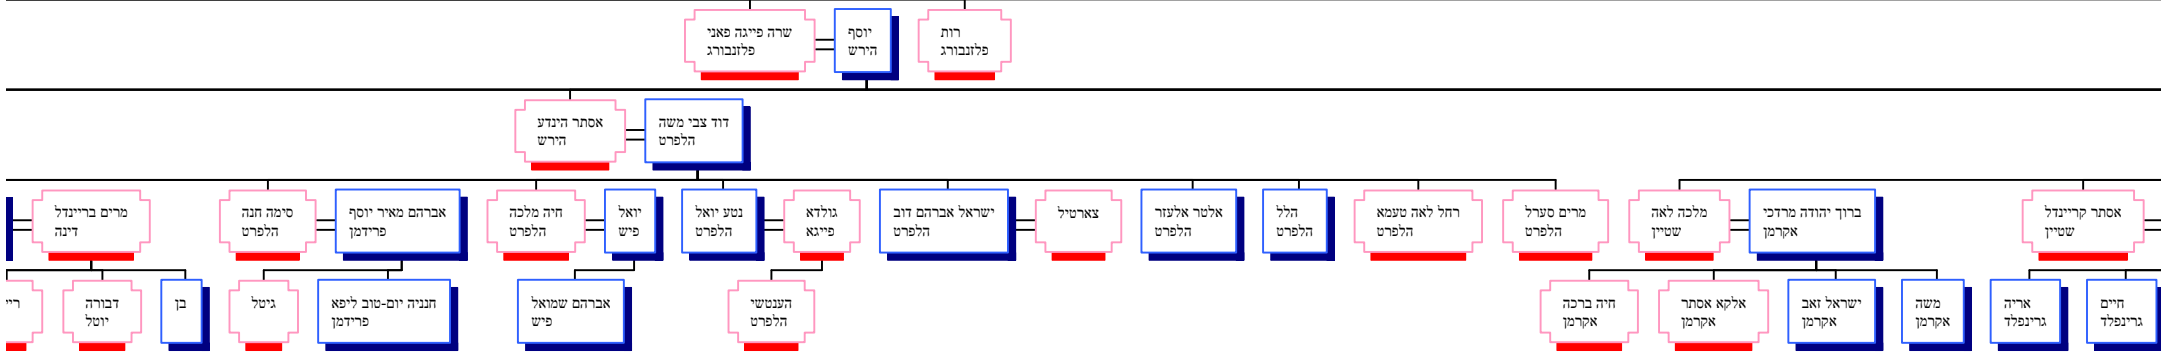 רות
פלזנבורג
יוסף
הירש
שרה פייגה פאני
פלזנבורג
דוד צבי משה
הלפרט
אסתר הינדע
הירש
אסתר קריינדל
שטיין
ברוך יהודה מרדכי
אקרמן
מלכה לאה
שטיין
מרים סערל
הלפרט
רחל לאה טעמא
הלפרט
הלל
הלפרט
אלטר אלעזר
הלפרט
צארטיל
ישראל אברהם דוב
הלפרט
גולדא
פייגא
נטע יואל
הלפרט
יואל
פיש
חיה מלכה
הלפרט
אברהם מאיר יוסף
פרידמן
סימה חנה
הלפרט
מרים בריינדל
דינה
חיים
גרינפלד
אריה
גרינפלד
משה
אקרמן
ישראל זאב
אקרמן
אלקא אסתר
אקרמן
חיה ברכה
אקרמן
הענטשי
הלפרט
אברהם שמואל
פיש
חנניה יום-טוב ליפא
פרידמן
גיטל
בן
דבורה
יוטל